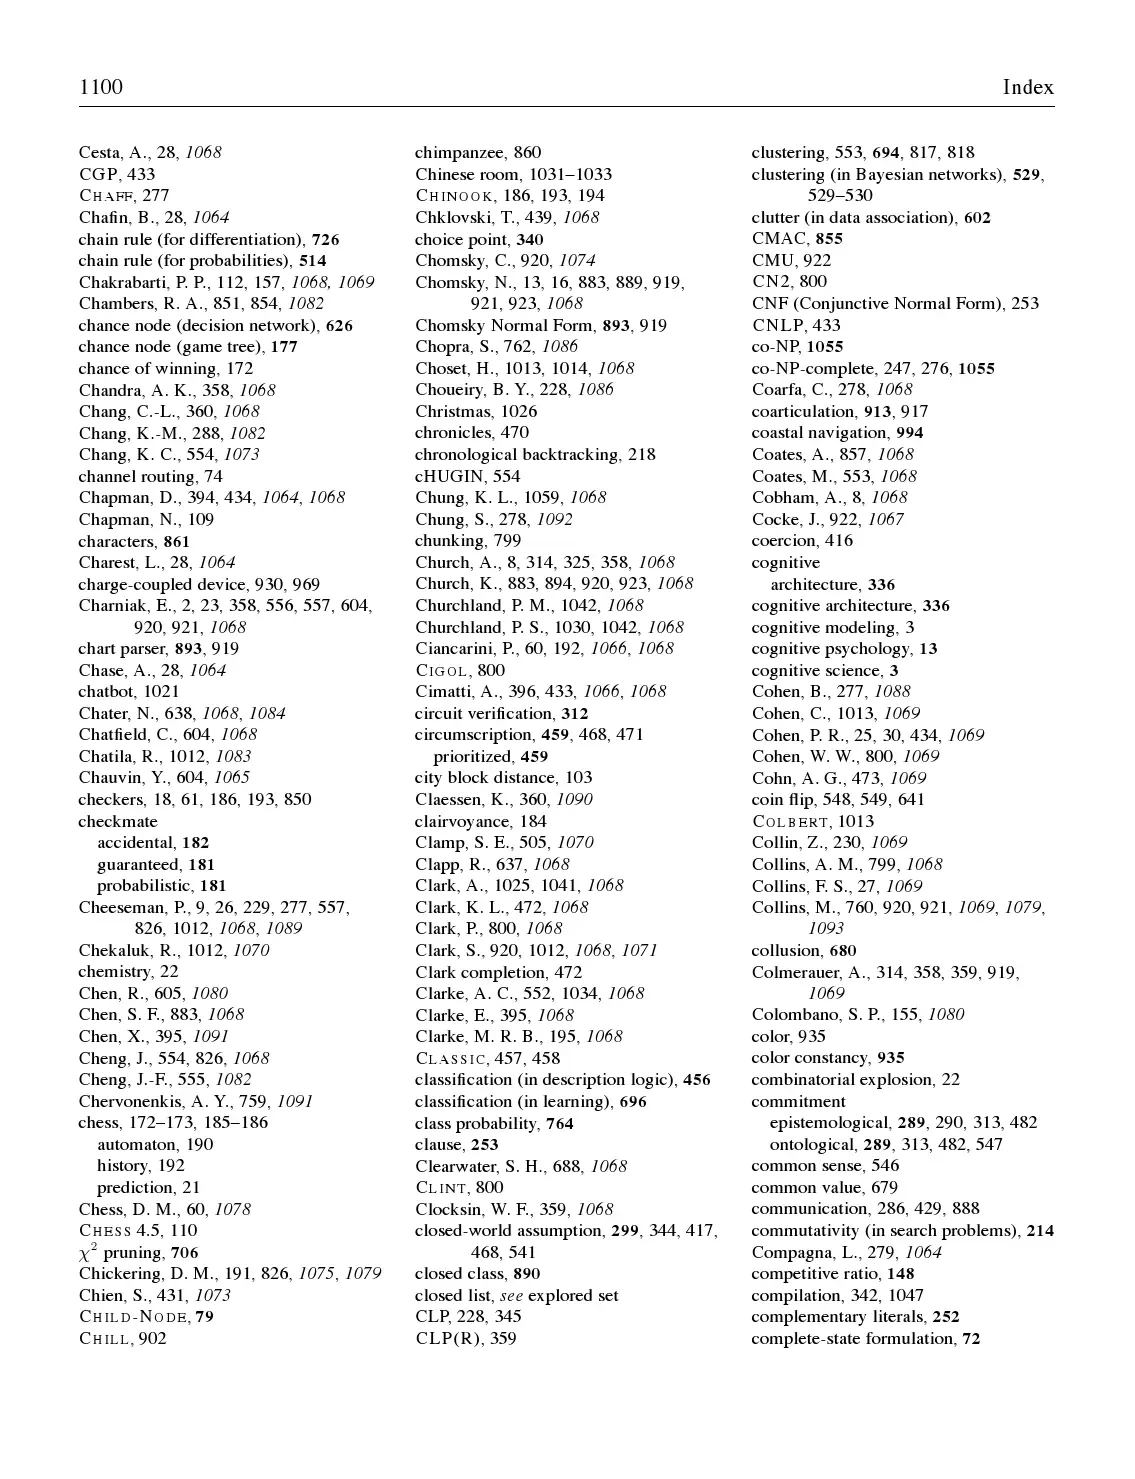 1100
Index
Cesta, A., 28, 1068
CGP, 433
CHAFF, 277
Chafin, B., 28, 1064
chain rule (for differentiation), 726
chain rule (for probabilities), 514
Chakrabarti, P. P., 112, 157, 1068, 1069
Chambers, R. A., 851, 854, 1082
chance node (decision network), 626
chance node (game tree), 177
chance of winning, 172
Chandra, A. K., 358, 1068
Chang, C.-L., 360, 1068
Chang, K.-M., 288, 1082
Chang, K. C., 554, 1073
channel routing, 74
Chapman, D., 394, 434, 1064, 1068
Chapman, N., 109
characters, 861
Charest, L., 28, 1064
charge-coupled device, 930, 969
Charniak, E., 2, 23, 358, 556, 557, 604,
920, 921, 1068
chart parser, 893, 919
Chase, A., 28, 1064
chatbot, 1021
Chater, N., 638, 1068, 1084
Chatfield, C., 604, 1068
Chatila, R., 1012, 1083
Chauvin, Y., 604, 1065
checkers, 18, 61, 186, 193, 850
checkmate
accidental, 182
guaranteed, 181
probabilistic, 181
Cheeseman, P., 9, 26, 229, 277, 557,
826, 1012, 1068, 1089
Chekaluk, R., 1012, 1070
chemistry, 22
Chen, R., 605, 1080
Chen, S. F., 883, 1068
Chen, X., 395, 1091
Cheng, J., 554, 826, 1068
Cheng, J.-F., 555, 1082
Chervonenkis, A. Y., 759, 1091
chess, 172–173, 185–186
automaton, 190
history, 192
prediction, 21
Chess, D. M., 60, 1078
CHESS 4.5, 110
χ² pruning, 706
Chickering, D. M., 191, 826, 1075, 1079
Chien, S., 431, 1073
CHILD-NODE, 79
CHILL, 902
chimpanzee, 860
Chinese room, 1031–1033
CHINOOK, 186, 193, 194
Chklovski, T., 439, 1068
choice point, 340
Chomsky, C., 920, 1074
Chomsky, N., 13, 16, 883, 889, 919,
921, 923, 1068
Chomsky Normal Form, 893, 919
Chopra, S., 762, 1086
Choset, H., 1013, 1014, 1068
Choueiry, B. Y., 228, 1086
Christmas, 1026
chronicles, 470
chronological backtracking, 218
cHUGIN, 554
Chung, K. L., 1059, 1068
Chung, S., 278, 1092
chunking, 799
Church, A., 8, 314, 325, 358, 1068
Church, K., 883, 894, 920, 923, 1068
Churchland, P. M., 1042, 1068
Churchland, P. S., 1030, 1042, 1068
Ciancarini, P., 60, 192, 1066, 1068
CIGOL, 800
Cimatti, A., 396, 433, 1066, 1068
circuit verification, 312
circumscription, 459, 468, 471
prioritized, 459
city block distance, 103
Claessen, K., 360, 1090
clairvoyance, 184
Clamp, S. E., 505, 1070
Clapp, R., 637, 1068
Clark, A., 1025, 1041, 1068
Clark, K. L., 472, 1068
Clark, P., 800, 1068
Clark, S., 920, 1012, 1068, 1071
Clark completion, 472
Clarke, A. C., 552, 1034, 1068
Clarke, E., 395, 1068
Clarke, M. R. B., 195, 1068
CLASSIC, 457, 458
classification (in description logic), 456
classification (in learning), 696
class probability, 764
clause, 253
Clearwater, S. H., 688, 1068
CLINT, 800
Clocksin, W. F., 359, 1068
closed-world assumption, 299, 344, 417,
468, 541
closed class, 890
closed list, see explored set
CLP, 228, 345
CLP(R), 359
clustering, 553, 694, 817, 818
clustering (in Bayesian networks), 529,
529–530
clutter (in data association), 602
CMAC, 855
CMU, 922
CN2, 800
CNF (Conjunctive Normal Form), 253
CNLP, 433
co-NP, 1055
co-NP-complete, 247, 276, 1055
Coarfa, C., 278, 1068
coarticulation, 913, 917
coastal navigation, 994
Coates, A., 857, 1068
Coates, M., 553, 1068
Cobham, A., 8, 1068
Cocke, J., 922, 1067
coercion, 416
cognitive
architecture, 336
cognitive architecture, 336
cognitive modeling, 3
cognitive psychology, 13
cognitive science, 3
Cohen, B., 277, 1088
Cohen, C., 1013, 1069
Cohen, P. R., 25, 30, 434, 1069
Cohen, W. W., 800, 1069
Cohn, A. G., 473, 1069
coin flip, 548, 549, 641
COLBERT, 1013
Collin, Z., 230, 1069
Collins, A. M., 799, 1068
Collins, F. S., 27, 1069
Collins, M., 760, 920, 921, 1069, 1079,
1093
collusion, 680
Colmerauer, A., 314, 358, 359, 919,
1069
Colombano, S. P., 155, 1080
color, 935
color constancy, 935
combinatorial explosion, 22
commitment
epistemological, 289, 290, 313, 482
ontological, 289, 313, 482, 547
common sense, 546
common value, 679
communication, 286, 429, 888
commutativity (in search problems), 214
Compagna, L., 279, 1064
competitive ratio, 148
compilation, 342, 1047
complementary literals, 252
complete-state formulation, 72